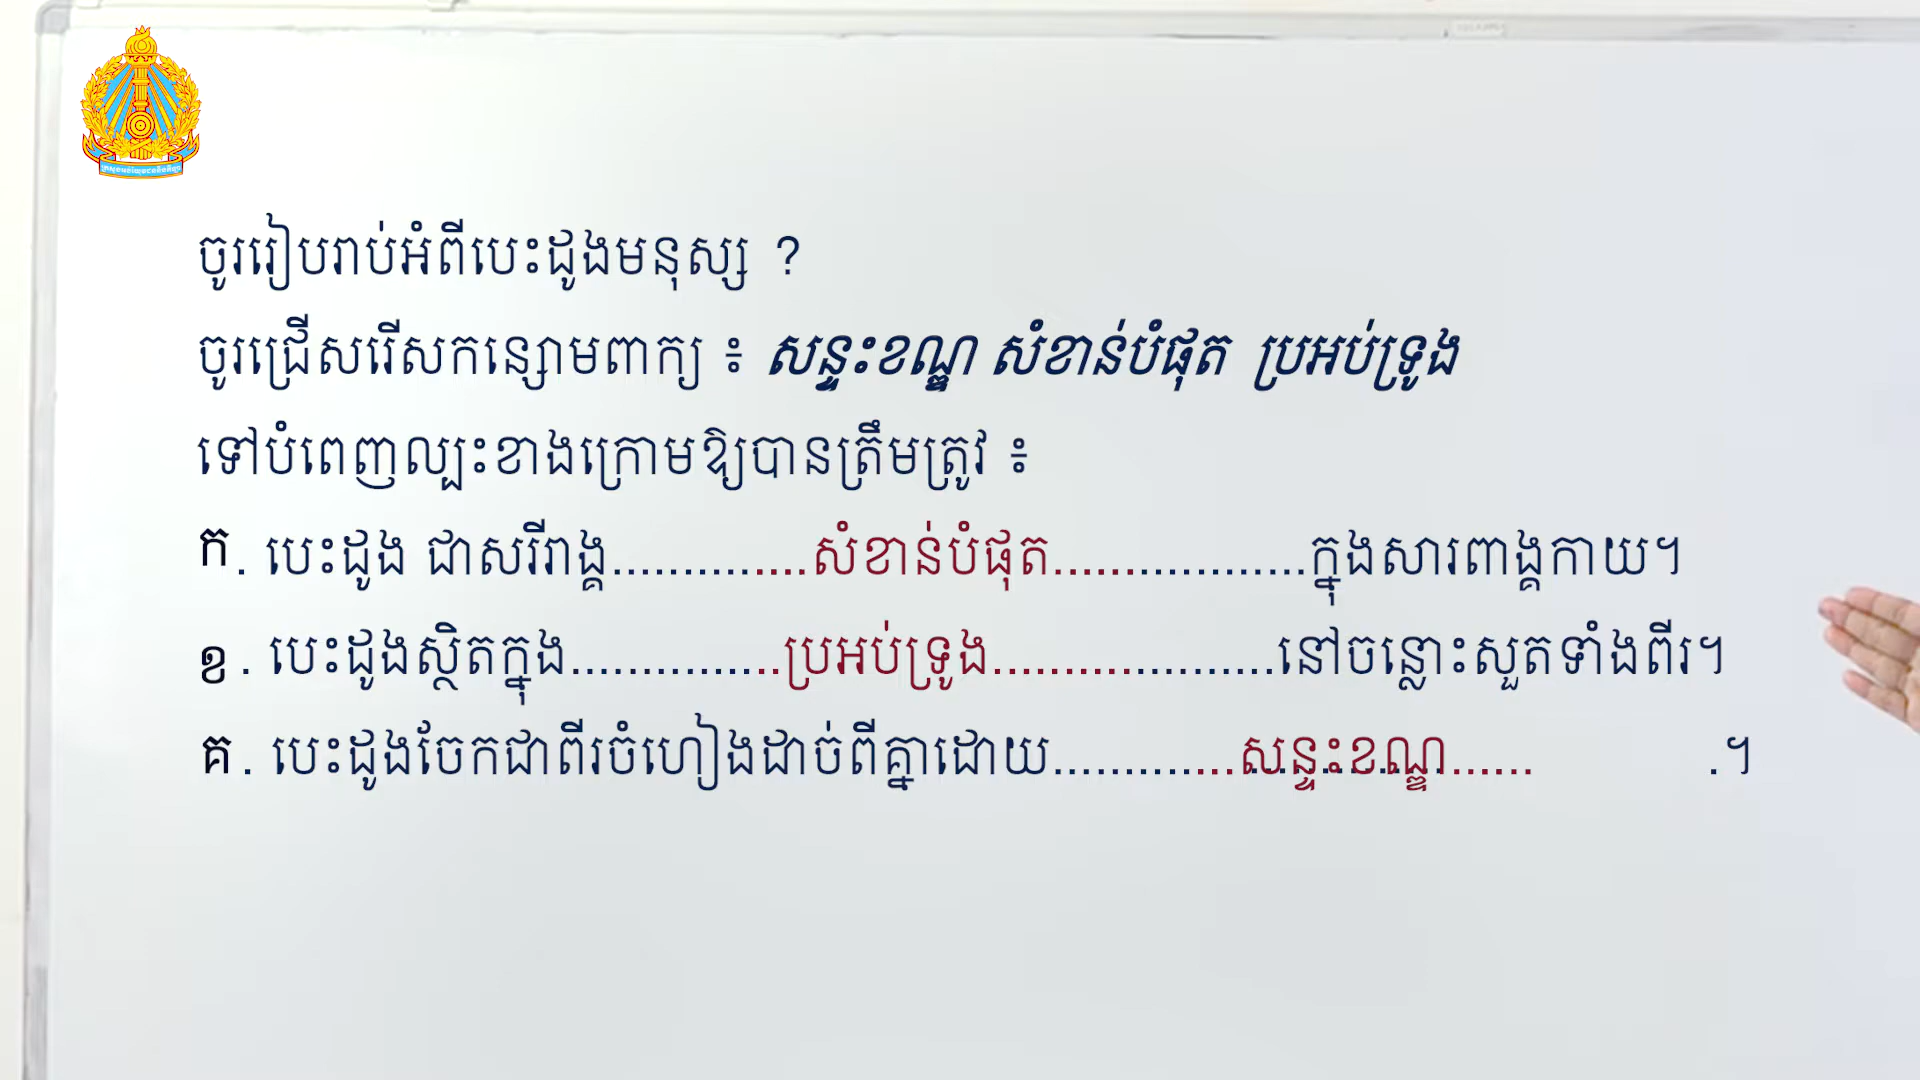 ចូររៀបរាប់អំពីបេះដូងមនុស្ស ?
ចូរជ្រើសរើសកន្សោមពាក្យ ៖ សន្ទះខណ្ឌ សំខាន់បំផុត ប្រអប់ទ្រូង
ទៅបំពេញល្បះខាងក្រោមឱ្យបានត្រឹមត្រូវ ៖
ក. បេះដូង ជាសរីរាង្គ...............សំខាន់បំផុត..................ក្នុងសារពាង្គកាយ។
ខ. បេះដូងស្ថិតក្នុង...............ប្រអប់ទ្រូង....................នៅចន្លោះសួតទាំងពីរ។
គ. បេះដូងចែកជាពីរចំហៀងដាច់ពីគ្នាដោយ.............សន្ទះខណ្ឌ...... .។